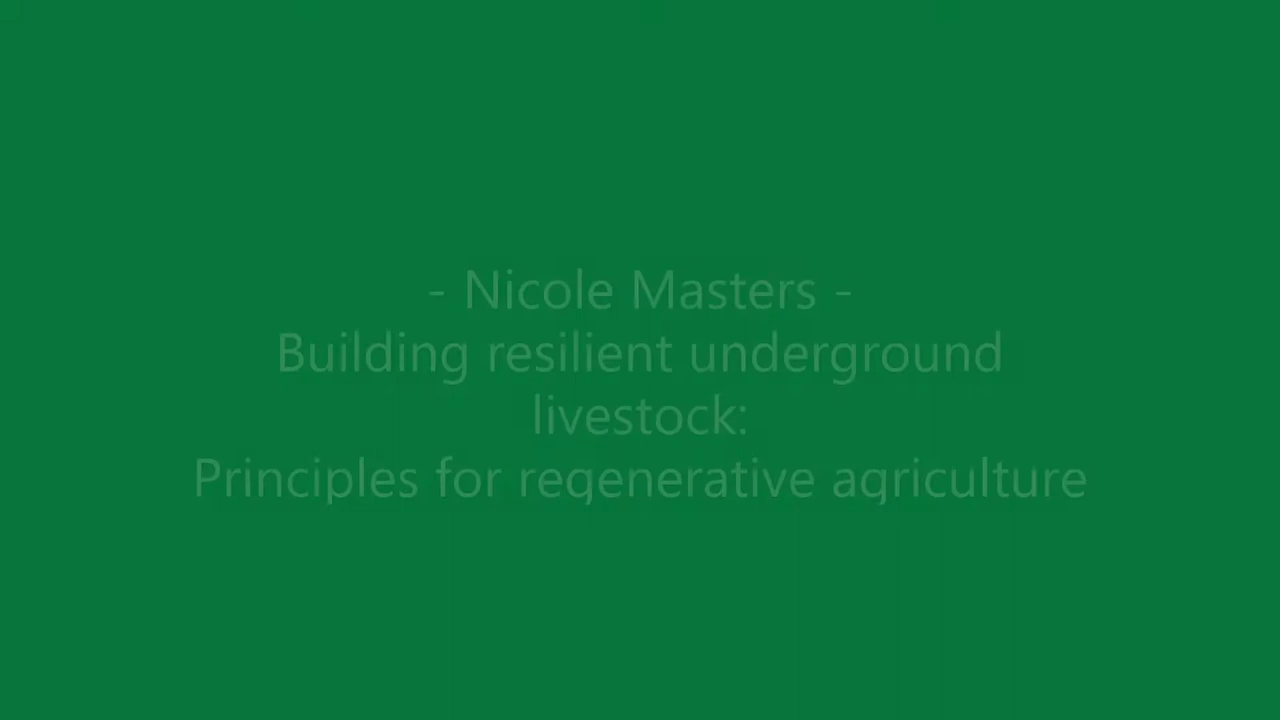 - Nicole Masters -
Building resilient underground
livestock:
Principles for regenerative agriculture